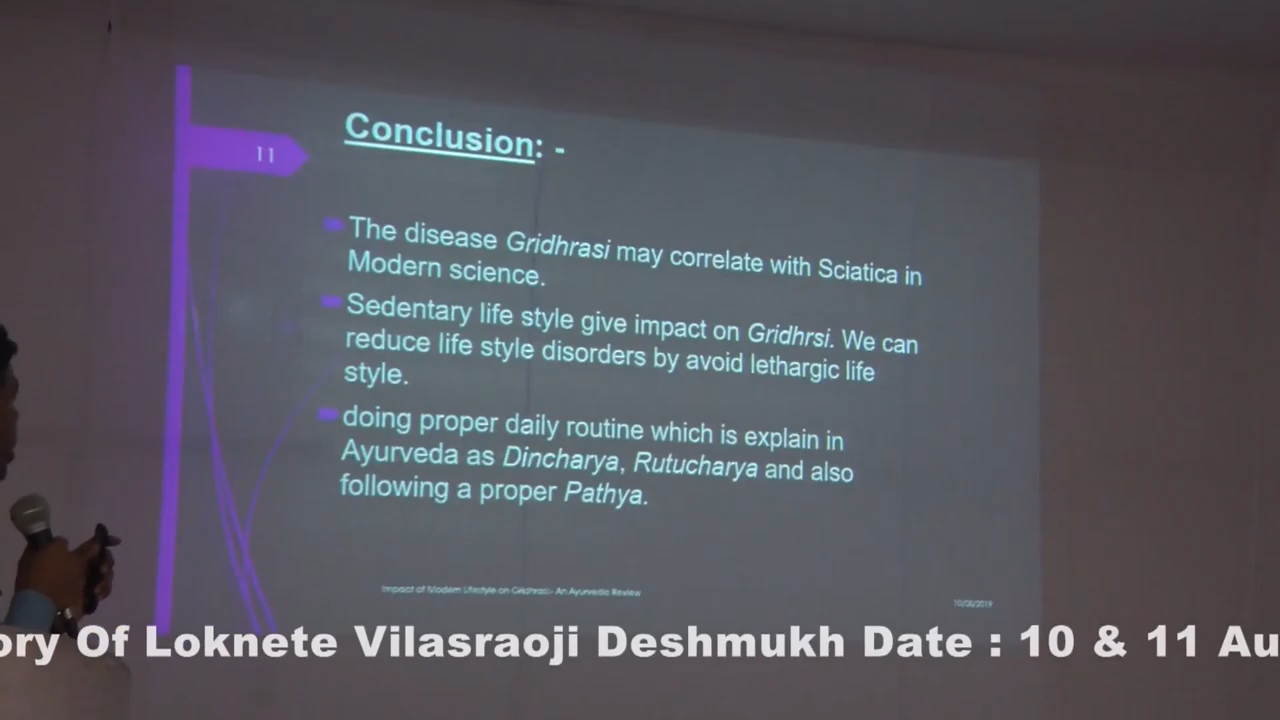 11
Conclusion: -
The disease Gridhrasi may correlate with Sciatica in
Modern science.
Sedentary life style give impact on Gridhrsi. We can
reduce life style disorders by avoid lethargic life
style.
doing proper daily routine which is explain in
Ayurveda as Dincharya, Rutucharya and also
following a proper Pathya.
Impact of Modern Lifestyle on Gridhrasi- An Ayurvedic Review
10/08/2019
ory Of Loknete Vilasraoji Deshmukh Date : 10 & 11 Au